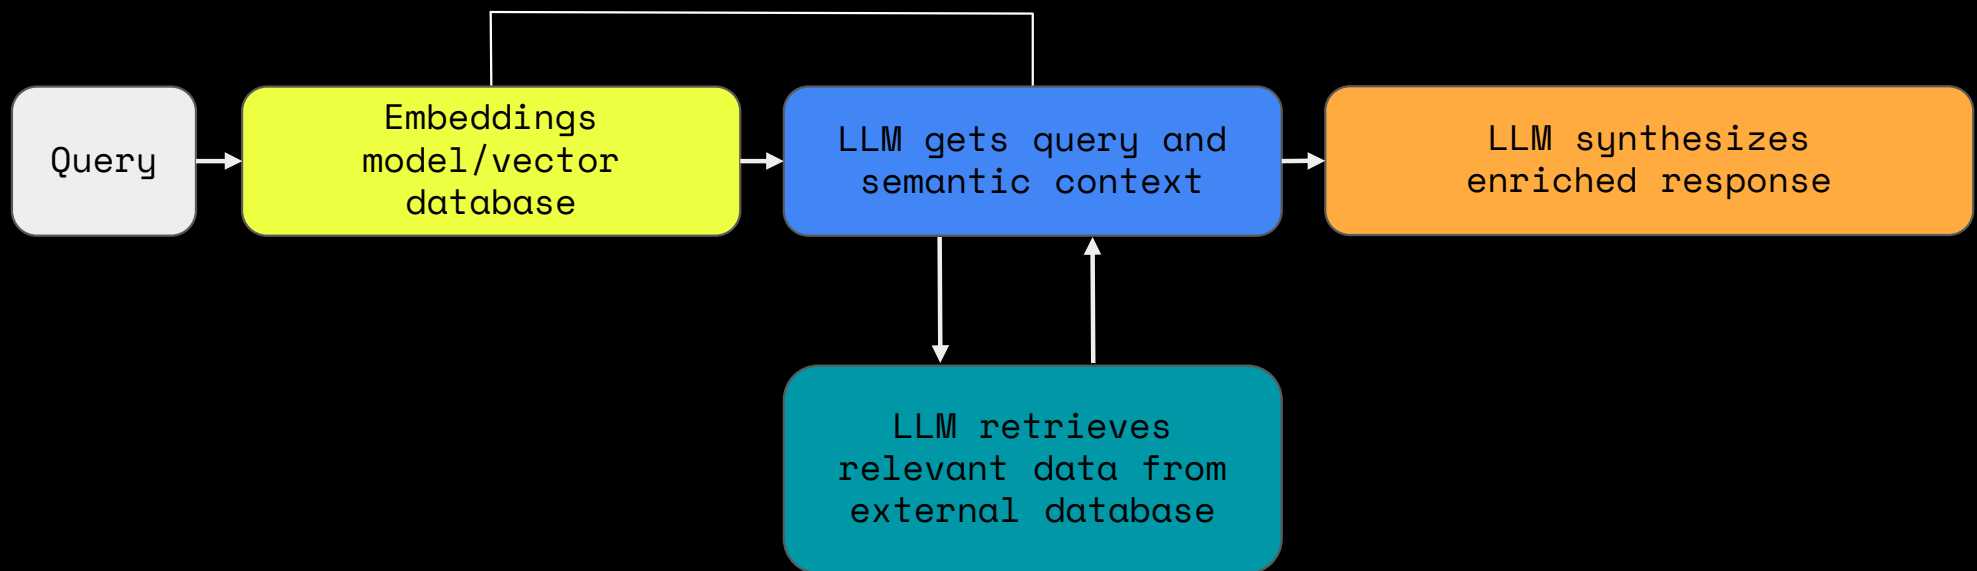 Query
Embeddings
model/vector
database
LLM gets query and
semantic context
LLM synthesizes
enriched response
LLM retrieves
relevant data from
external database